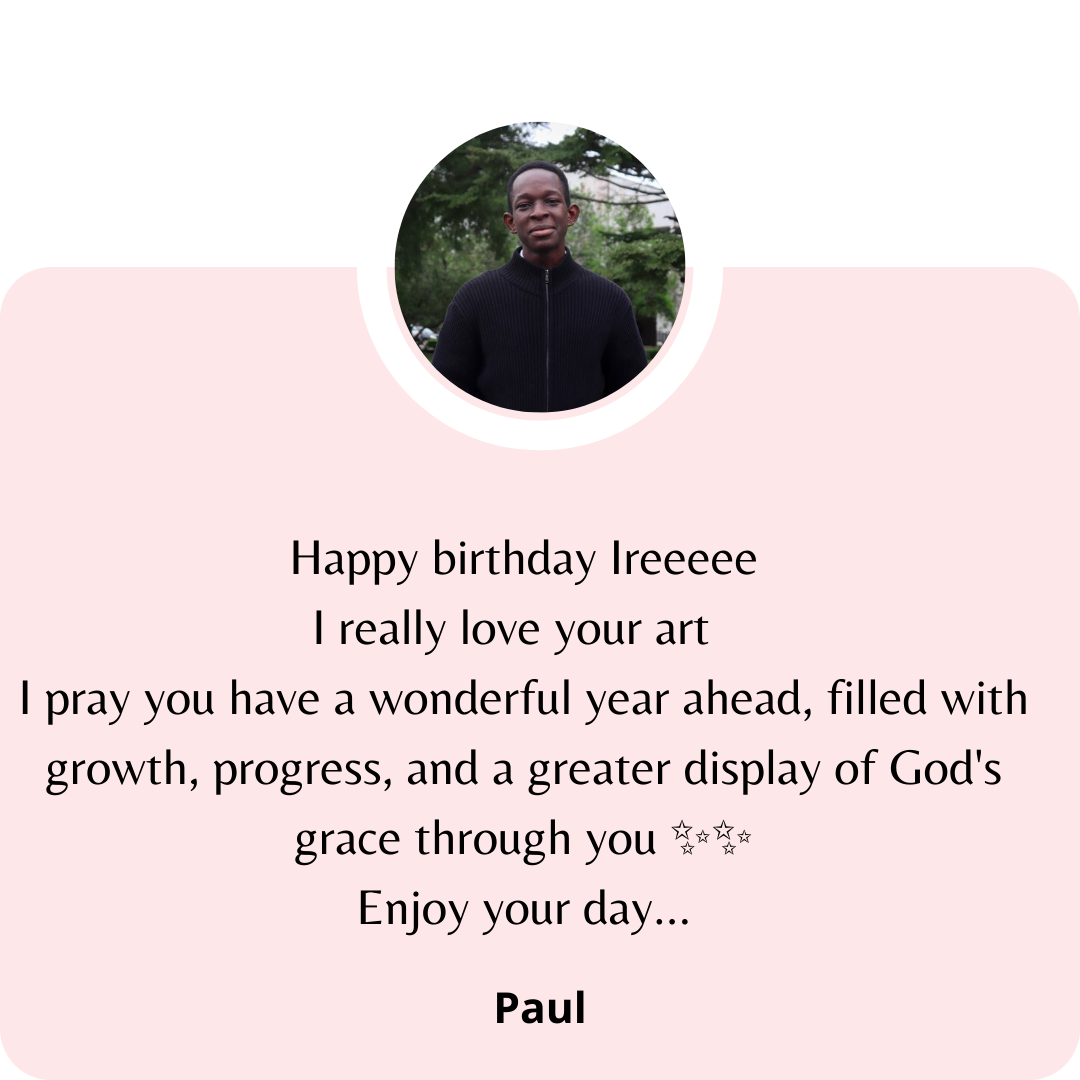 Happy birthday Ireeeee
I really love your art
I pray you have a wonderful year ahead, filled with
growth, progress, and a greater display of God's
grace through you ✨✨
Enjoy your day...
Paul